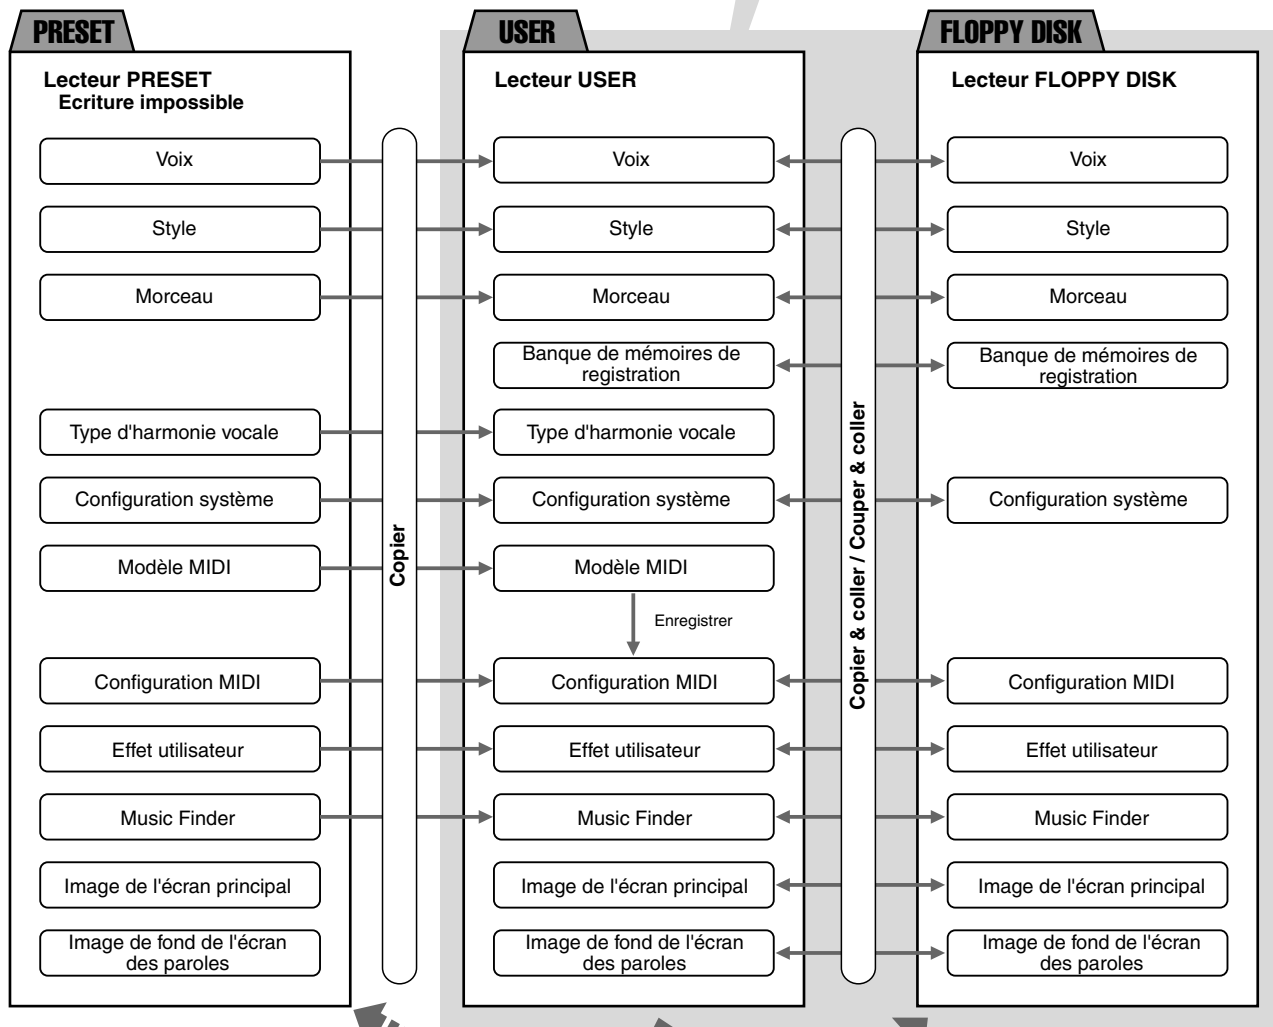 PRESET
Lecteur PRESET
Ecriture impossible
Voix
Style
Morceau
Type d'harmonie vocale
Configuration système
Modèle MIDI
Configuration MIDI
Effet utilisateur
Music Finder
Image de l'écran principal
Image de fond de l'écran
des paroles
Copier
USER
Lecteur USER
Voix
Style
Morceau
Banque de mémoires de
registration
Type d'harmonie vocale
Configuration système
Modèle MIDI
Enregistrer
Configuration MIDI
Effet utilisateur
Music Finder
Image de l'écran principal
Image de fond de l'écran
des paroles
Copier & coller / Couper & coller
FLOPPY DISK
Lecteur FLOPPY DISK
Voix
Style
Morceau
Banque de mémoires de
registration
Configuration système
Configuration MIDI
Effet utilisateur
Music Finder
Image de l'écran principal
Image de fond de l'écran
des paroles